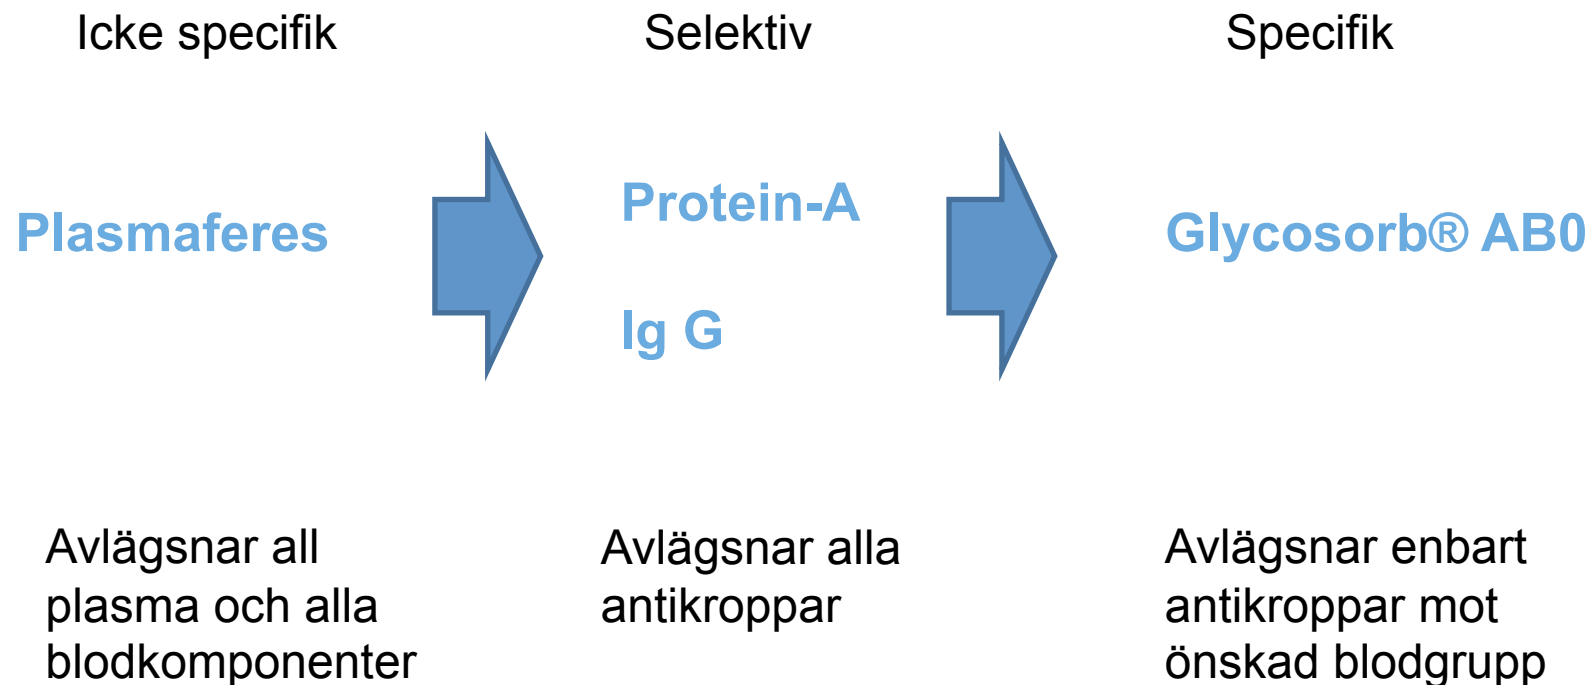 Icke specifik
Selektiv
Specifik
Plasmaferes
Protein-A
Ig G
Glycosorb® AB0
Avlägsnar all
plasma och alla
blodkomponenter
Avlägsnar alla
antikroppar
Avlägsnar enbart
antikroppar mot
önskad blodgrupp